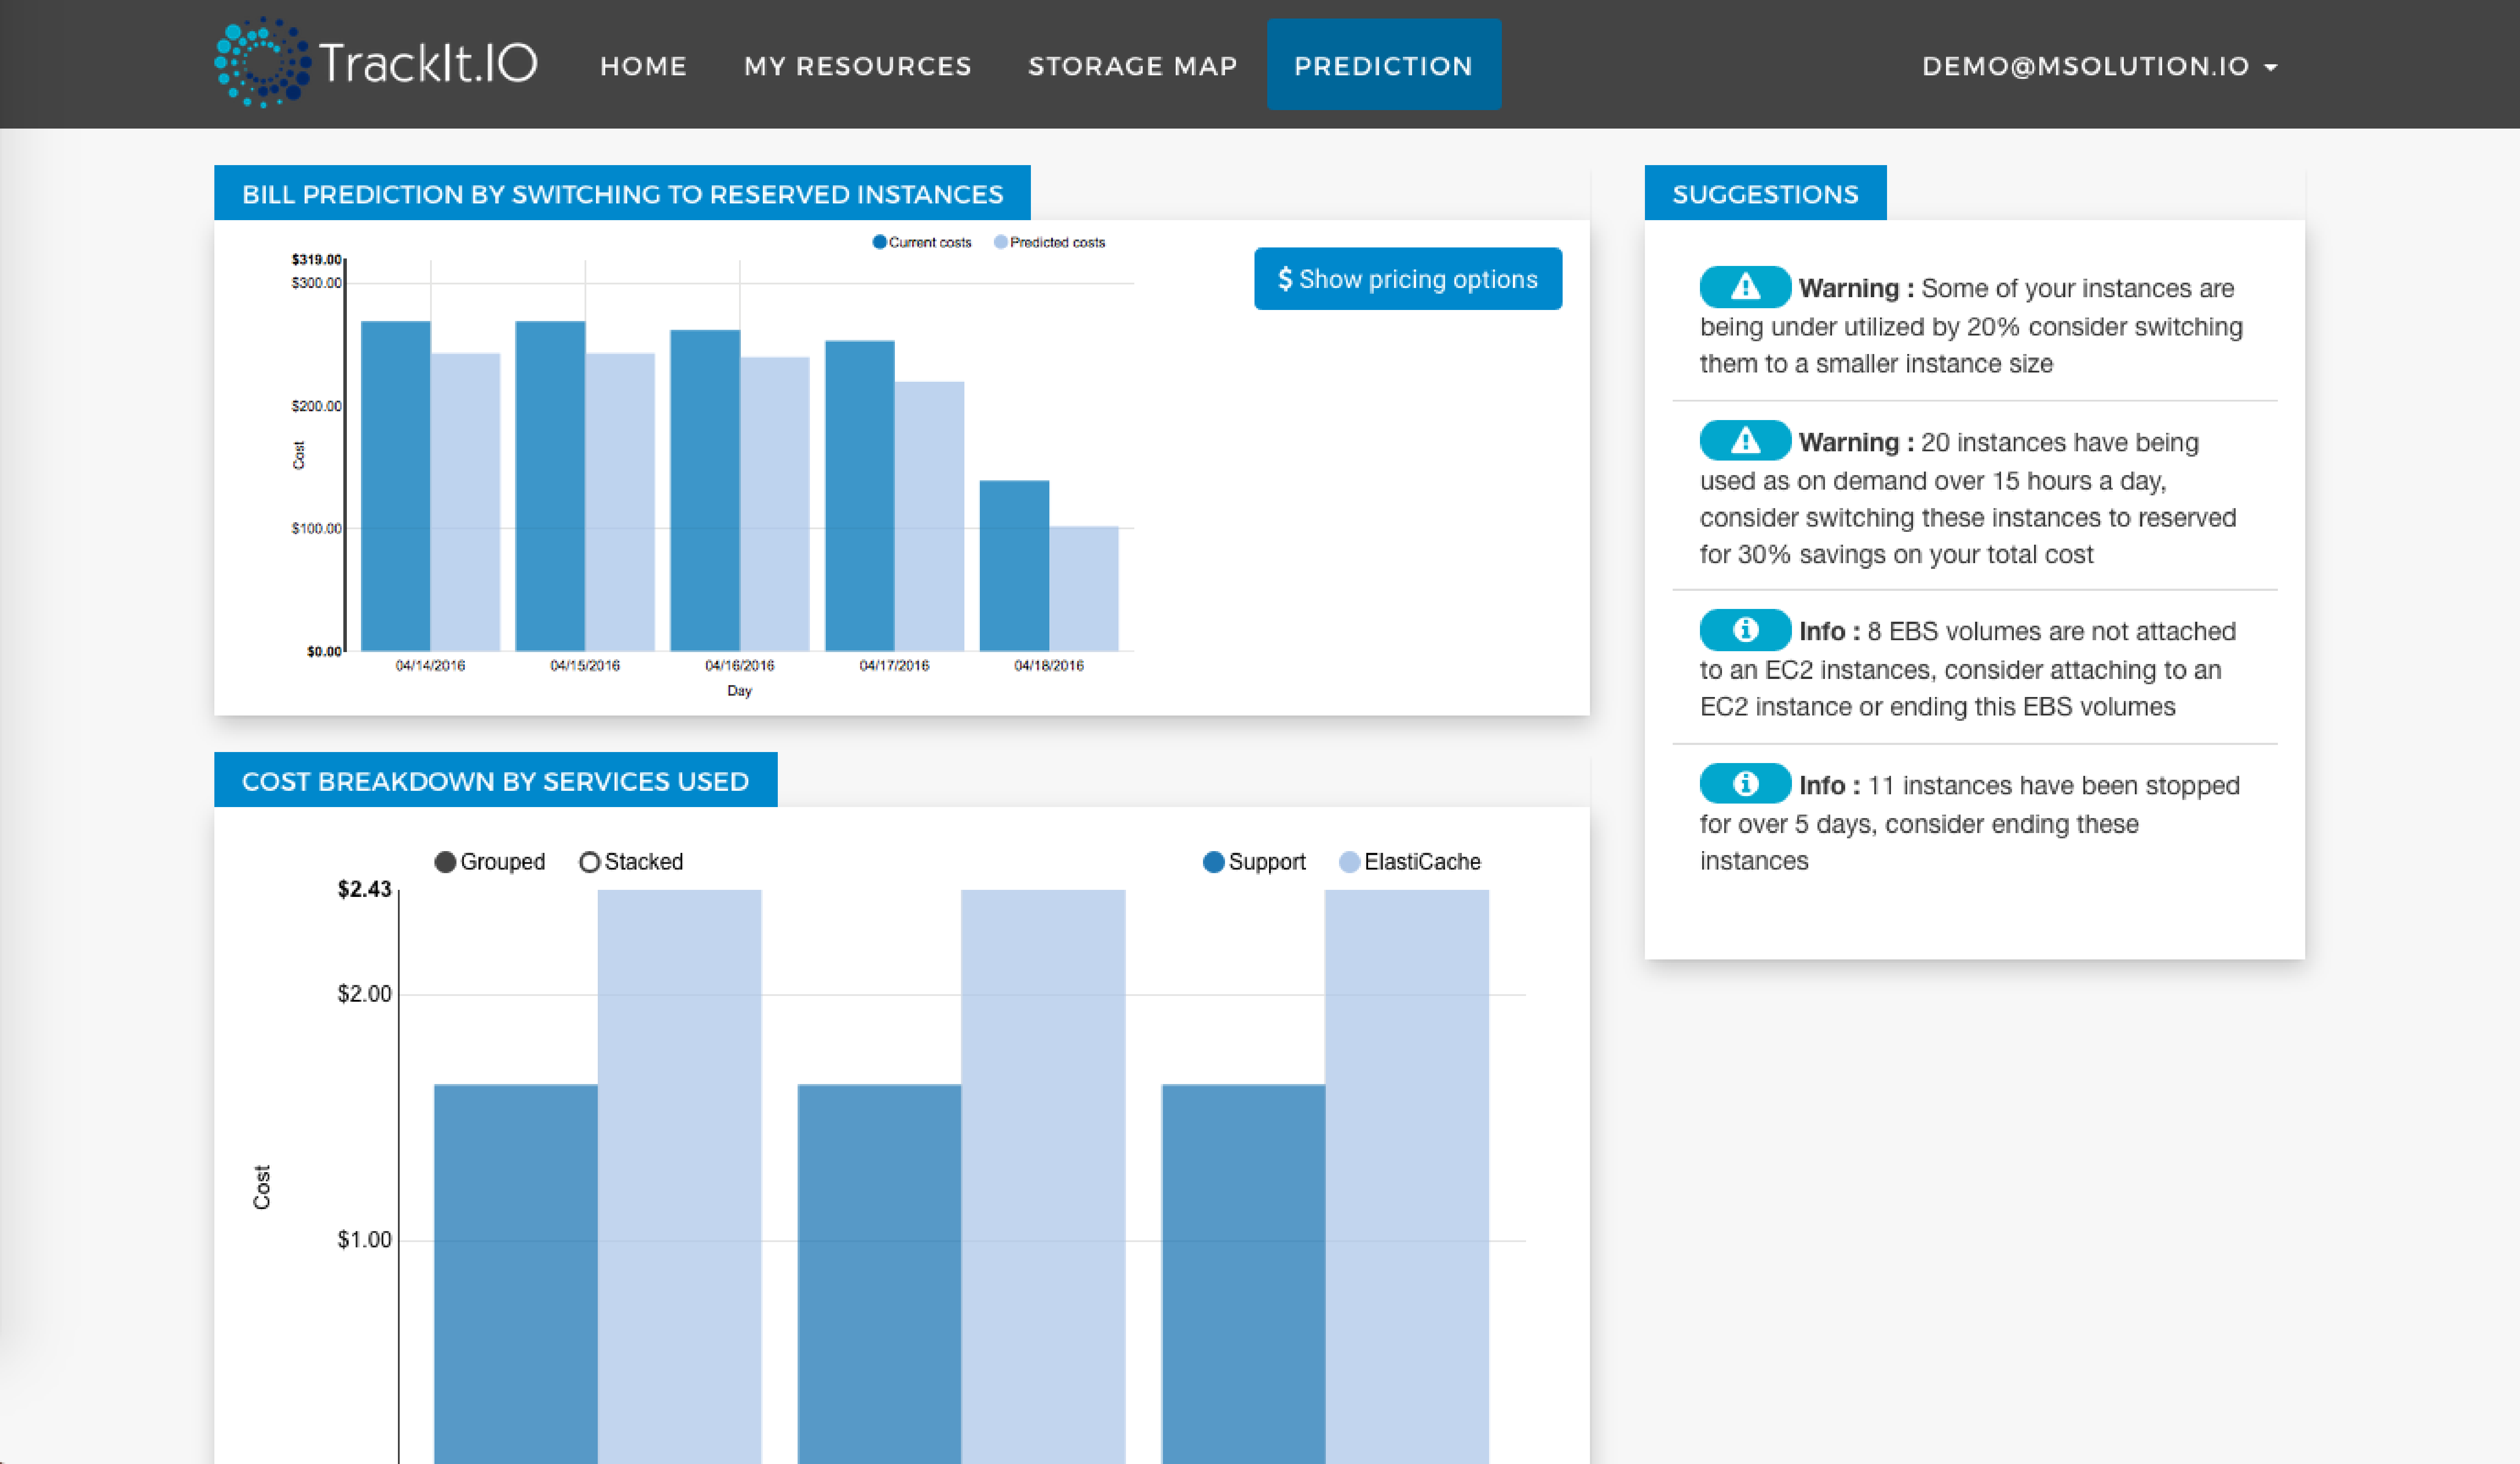 TrackIt.IO
HOME
MY RESOURCES
STORAGE MAP
PREDICTION
DEMO@MSOLUTION.IO
BILL PREDICTION BY SWITCHING TO RESERVED INSTANCES
Current costs
Predicted costs
$ Show pricing options
$319.00
$300.00
$200.00
$100.00
$0.00
Cost
04/14/2016
04/15/2016
04/16/2016
04/17/2016
04/18/2016
Day
COST BREAKDOWN BY SERVICES USED
Grouped
Stacked
Support
ElastiCache
$2.43
$2.00
$1.00
Cost
SUGGESTIONS
Warning : Some of your instances are
being under utilized by 20% consider switching
them to a smaller instance size
Warning : 20 instances have being
used as on demand over 15 hours a day,
consider switching these instances to reserved
for 30% savings on your total cost
Info : 8 EBS volumes are not attached
to an EC2 instances, consider attaching to an
EC2 instance or ending this EBS volumes
Info : 11 instances have been stopped
for over 5 days, consider ending these
instances